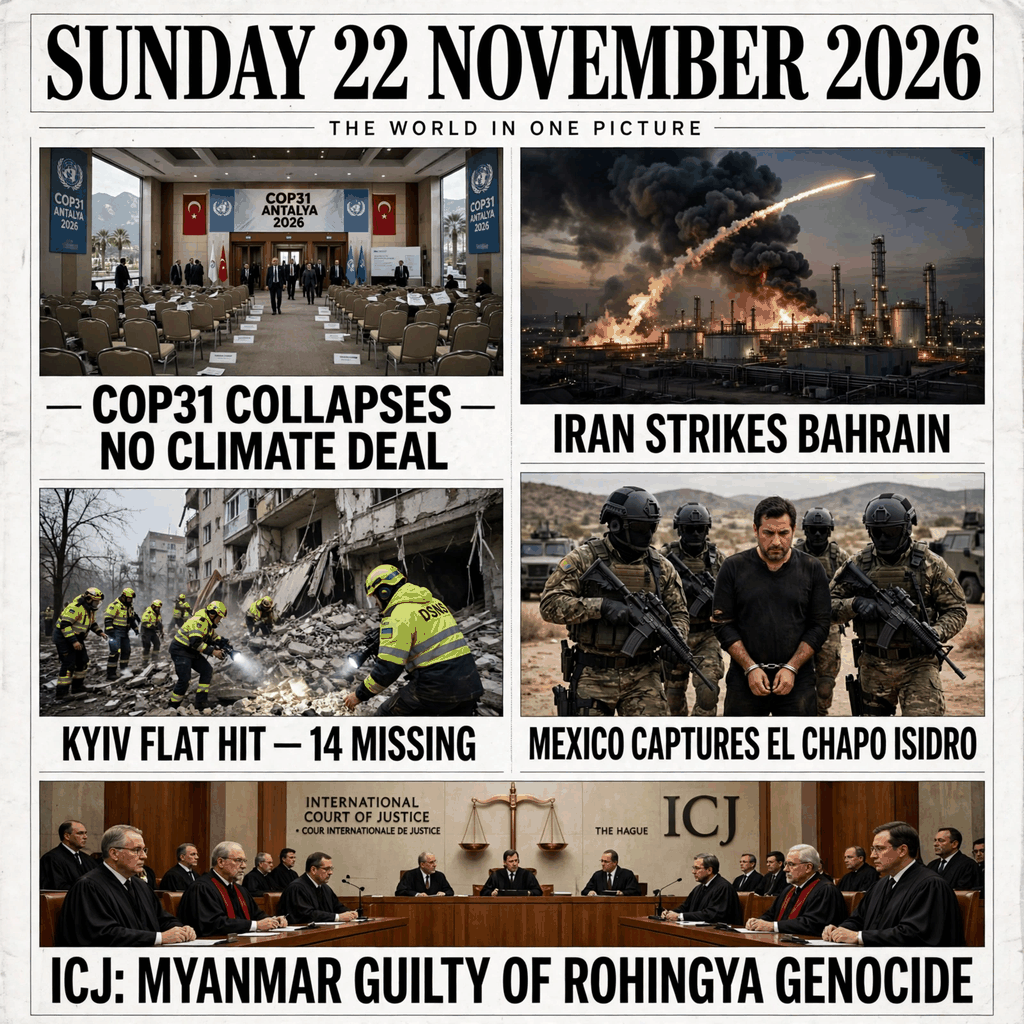 SUNDAY 22 NOVEMBER 2026
THE WORLD IN ONE PICTURE
COP31
ANTALYA
2026
COP31
ANTALYA
2026
COP31
ANTALYA
2026
— COP31 COLLAPSES —
NO CLIMATE DEAL
IRAN STRIKES BAHRAIN
DSNS
KYIV FLAT HIT — 14 MISSING
MEXICO CAPTURES EL CHAPO ISIDRO
INTERNATIONAL
COURT OF JUSTICE
• COUR INTERNATIONALE DE JUSTICE
THE HAGUE
ICJ
ICJ: MYANMAR GUILTY OF ROHINGYA GENOCIDE